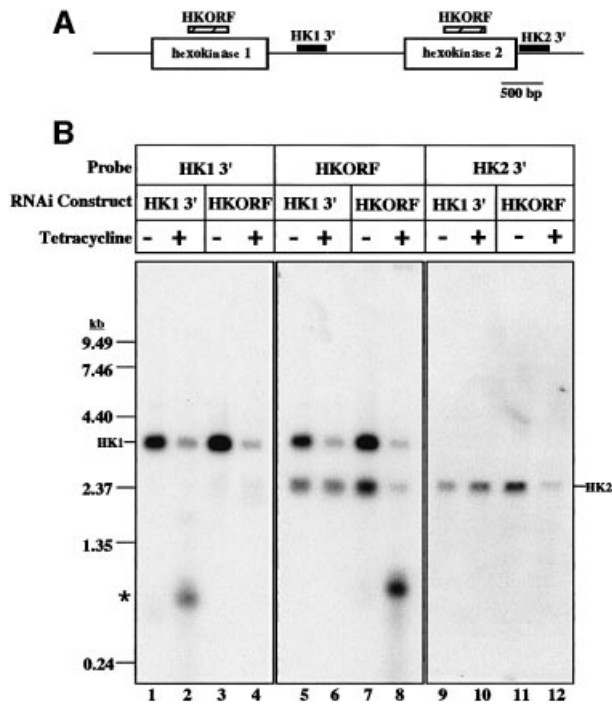 A
HKORF
HKORF
HK1 3'
HK2 3'
hexokinase 1
hexokinase 2
500 bp
B
Probe HK1 3' HKORF HK2 3'
RNAi Construct HK1 3' HKORF HK1 3' HKORF HK1 3' HKORF
Tetracycline - + - + - + - + - + - +
kb
9.49
7.46
4.40
HK1
2.37
HK2
1.35
*
0.24
1 2 3 4 5 6 7 8 9 10 11 12